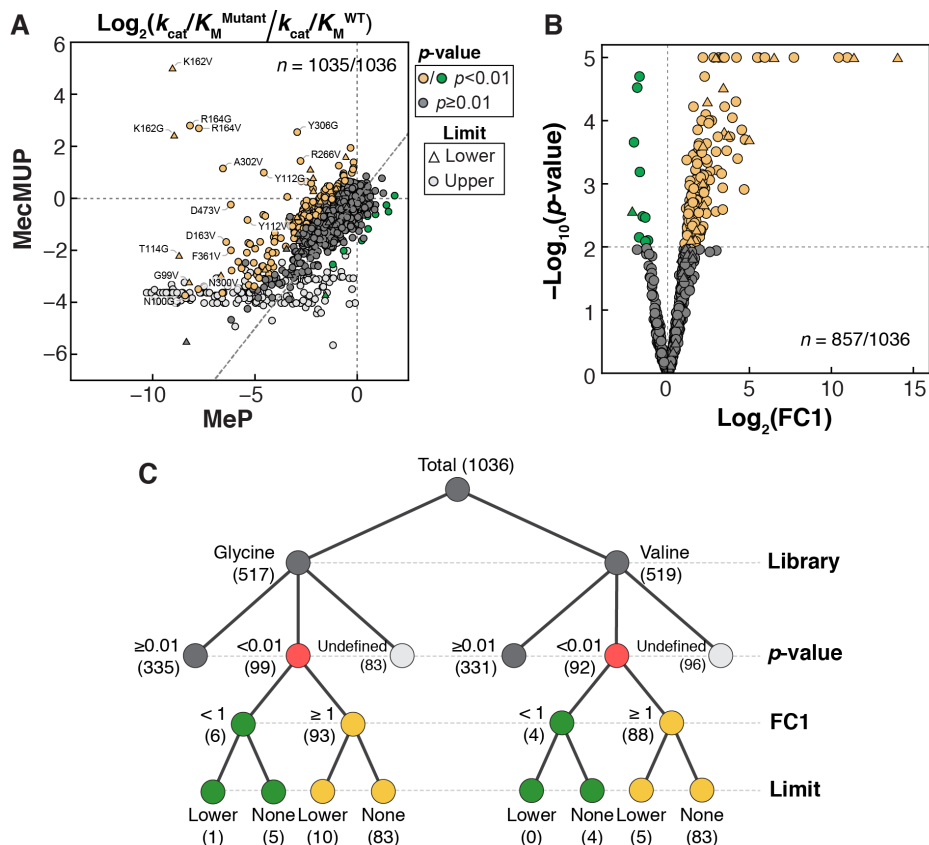 A
Log₂(kcat/KM^Mutant/kcat/KM^WT)
6
4
2
0
−2
−4
−6
MecMUP
−10
−5
0
MeP
n = 1035/1036
K162V
K162G
R164G
R164V
Y306G
R266V
A302V
Y112G
D473V
Y112V
D163V
T114G
F361V
G99V
N300V
N100G
p-value
/ p<0.01
p≥0.01
Limit
Lower
Upper
B
5
4
3
2
1
0
−Log₁₀(p-value)
0
5
10
15
Log₂(FC1)
n = 857/1036
C
Total (1036)
Glycine
(517)
Valine
(519)
Library
≥0.01
(335)
<0.01
(99)
Undefined
(83)
≥0.01
(331)
<0.01
(92)
Undefined
(96)
p-value
< 1
(6)
≥ 1
(93)
< 1
(4)
≥ 1
(88)
FC1
Limit
Lower
(1)
None
(5)
Lower
(10)
None
(83)
Lower
(0)
None
(4)
Lower
(5)
None
(83)